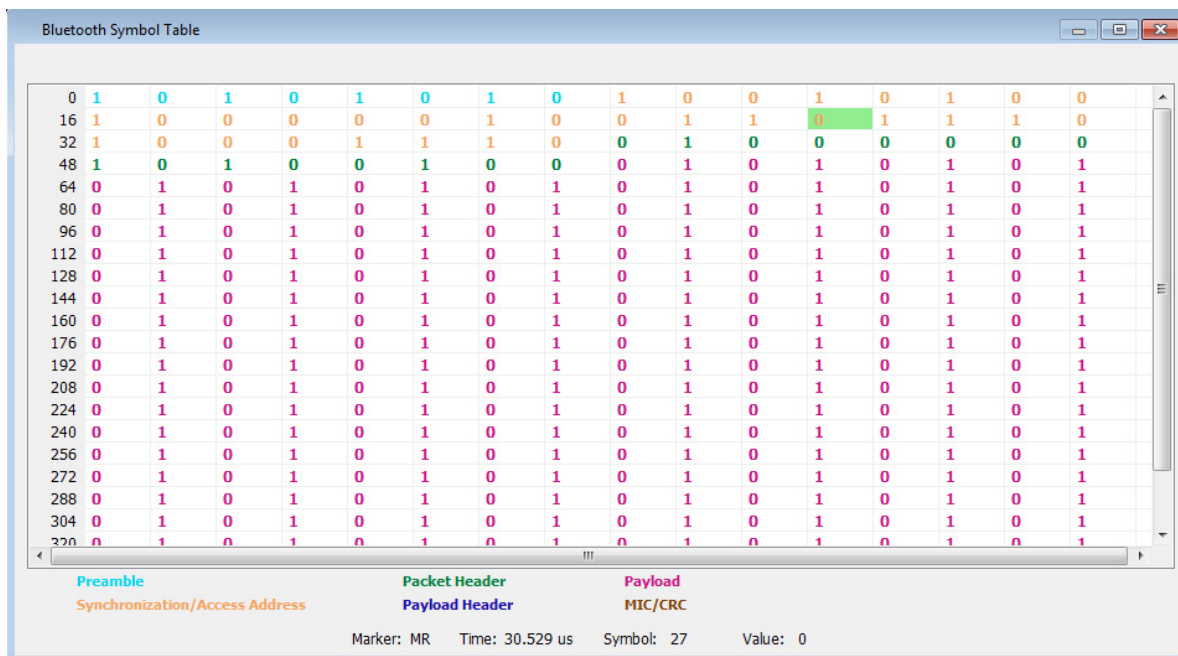 Bluetooth Symbol Table
0 1 0 1 0 1 0 1 0 1 0 0 1 0 1 0 0
16 1 0 0 0 0 0 1 0 0 1 1 0 1 1 1 0
32 1 0 0 0 1 1 1 0 0 1 0 0 0 0 0 0
48 1 0 1 0 0 1 0 0 0 1 0 1 0 1 0 1
64 0 1 0 1 0 1 0 1 0 1 0 1 0 1 0 1
80 0 1 0 1 0 1 0 1 0 1 0 1 0 1 0 1
96 0 1 0 1 0 1 0 1 0 1 0 1 0 1 0 1
112 0 1 0 1 0 1 0 1 0 1 0 1 0 1 0 1
128 0 1 0 1 0 1 0 1 0 1 0 1 0 1 0 1
144 0 1 0 1 0 1 0 1 0 1 0 1 0 1 0 1
160 0 1 0 1 0 1 0 1 0 1 0 1 0 1 0 1
176 0 1 0 1 0 1 0 1 0 1 0 1 0 1 0 1
192 0 1 0 1 0 1 0 1 0 1 0 1 0 1 0 1
208 0 1 0 1 0 1 0 1 0 1 0 1 0 1 0 1
224 0 1 0 1 0 1 0 1 0 1 0 1 0 1 0 1
240 0 1 0 1 0 1 0 1 0 1 0 1 0 1 0 1
256 0 1 0 1 0 1 0 1 0 1 0 1 0 1 0 1
272 0 1 0 1 0 1 0 1 0 1 0 1 0 1 0 1
288 0 1 0 1 0 1 0 1 0 1 0 1 0 1 0 1
304 0 1 0 1 0 1 0 1 0 1 0 1 0 1 0 1
320 0 1 0 1 0 1 0 1 0 1 0 1 0 1 0 1
Preamble Packet Header Payload
Synchronization/Access Address Payload Header MIC/CRC
Marker: MR Time: 30.529 us Symbol: 27 Value: 0